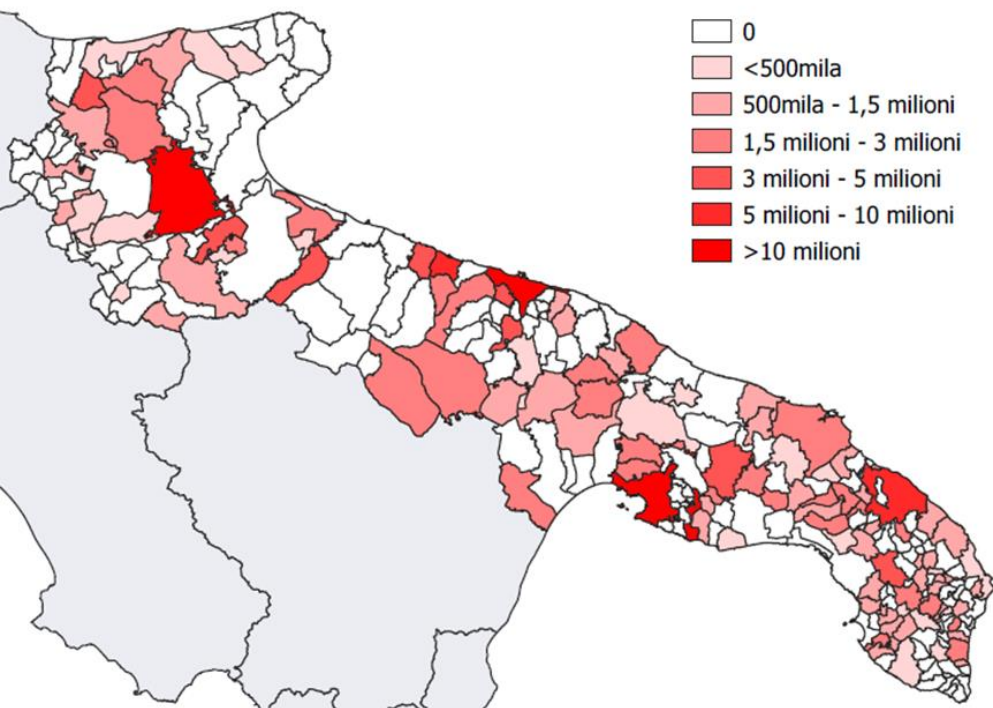 0
<500mila
500mila - 1,5 milioni
1,5 milioni - 3 milioni
3 milioni - 5 milioni
5 milioni - 10 milioni
>10 milioni